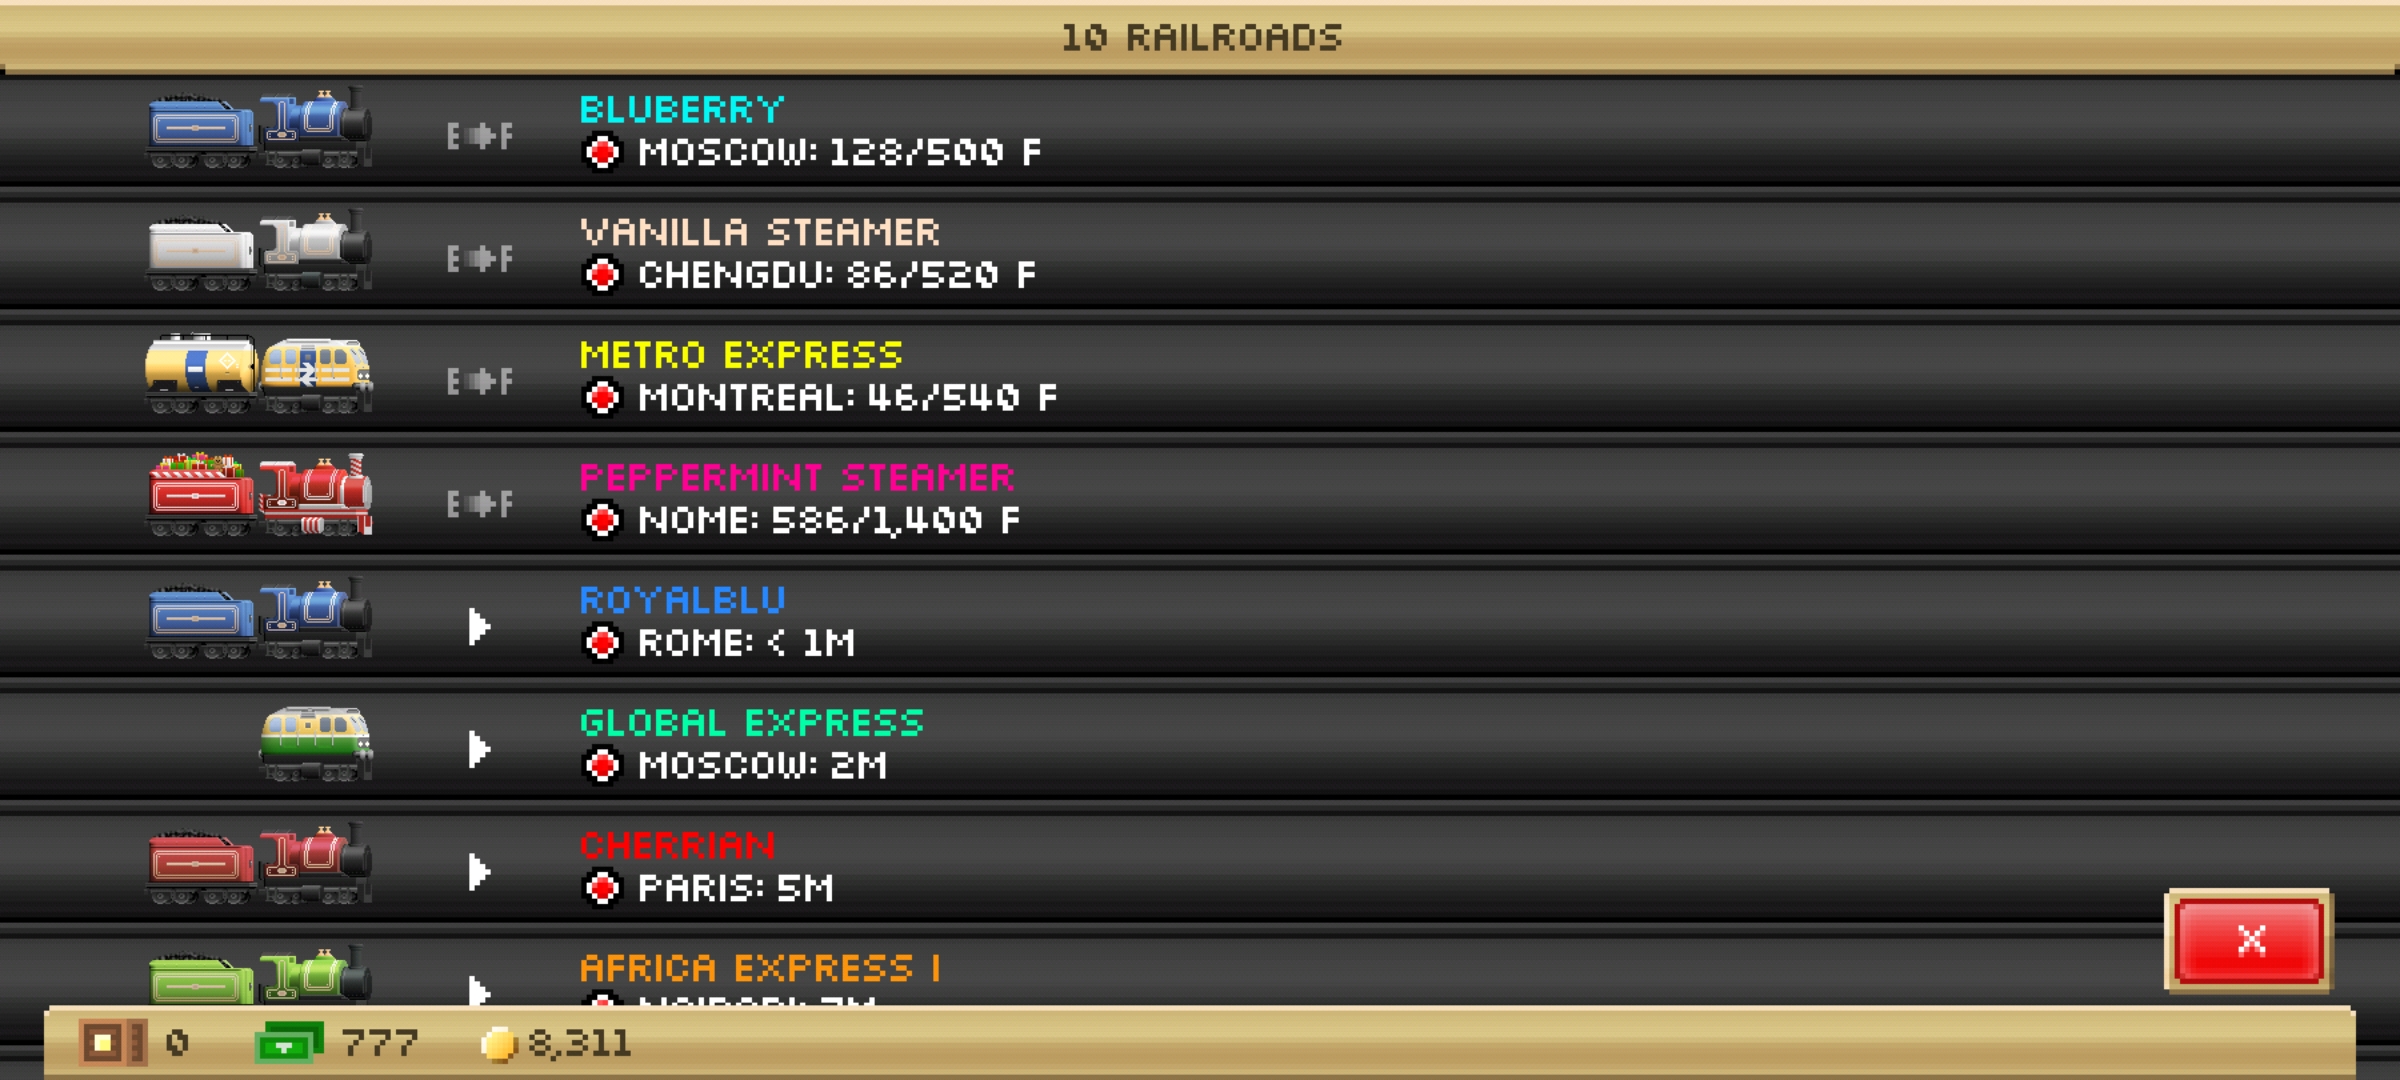 10 RAILROADS
BLUBERRY
E F
MOSCOW: 128/500 F
VANILLA STEAMER
E F
CHENGDU: 86/520 F
METRO EXPRESS
E F
MONTREAL: 46/540 F
PEPPERMINT STEAMER
E F
NOME: 586/1,400 F
ROYALBLU
ROME: < 1M
GLOBAL EXPRESS
MOSCOW: 2M
CHERRIAN
PARIS: 5M
AFRICA EXPRESS I
X
0 777 8,311